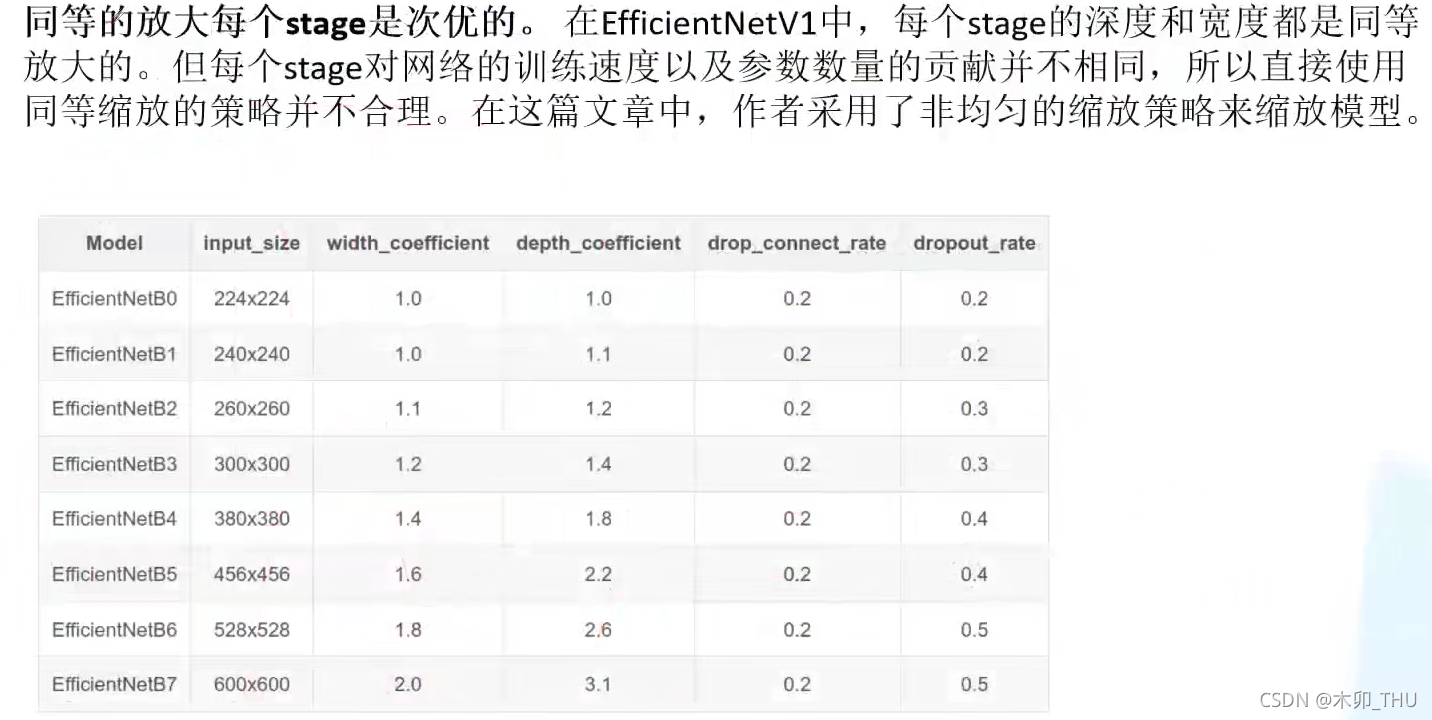 同等的放大每个stage是次优的。在EfficientNetV1中，每个stage的深度和宽度都是同等
放大的。但每个stage对网络的训练速度以及参数数量的贡献并不相同，所以直接使用
同等缩放的策略并不合理。在这篇文章中，作者采用了非均匀的缩放策略来缩放模型。
Model input_size width_coefficient depth_coefficient drop_connect_rate dropout_rate
EfficientNetB0 224x224 1.0 1.0 0.2 0.2
EfficientNetB1 240x240 1.0 1.1 0.2 0.2
EfficientNetB2 260x260 1.1 1.2 0.2 0.3
EfficientNetB3 300x300 1.2 1.4 0.2 0.3
EfficientNetB4 380x380 1.4 1.8 0.2 0.4
EfficientNetB5 456x456 1.6 2.2 0.2 0.4
EfficientNetB6 528x528 1.8 2.6 0.2 0.5
EfficientNetB7 600x600 2.0 3.1 0.2 0.5
CSDN @木卯_THU